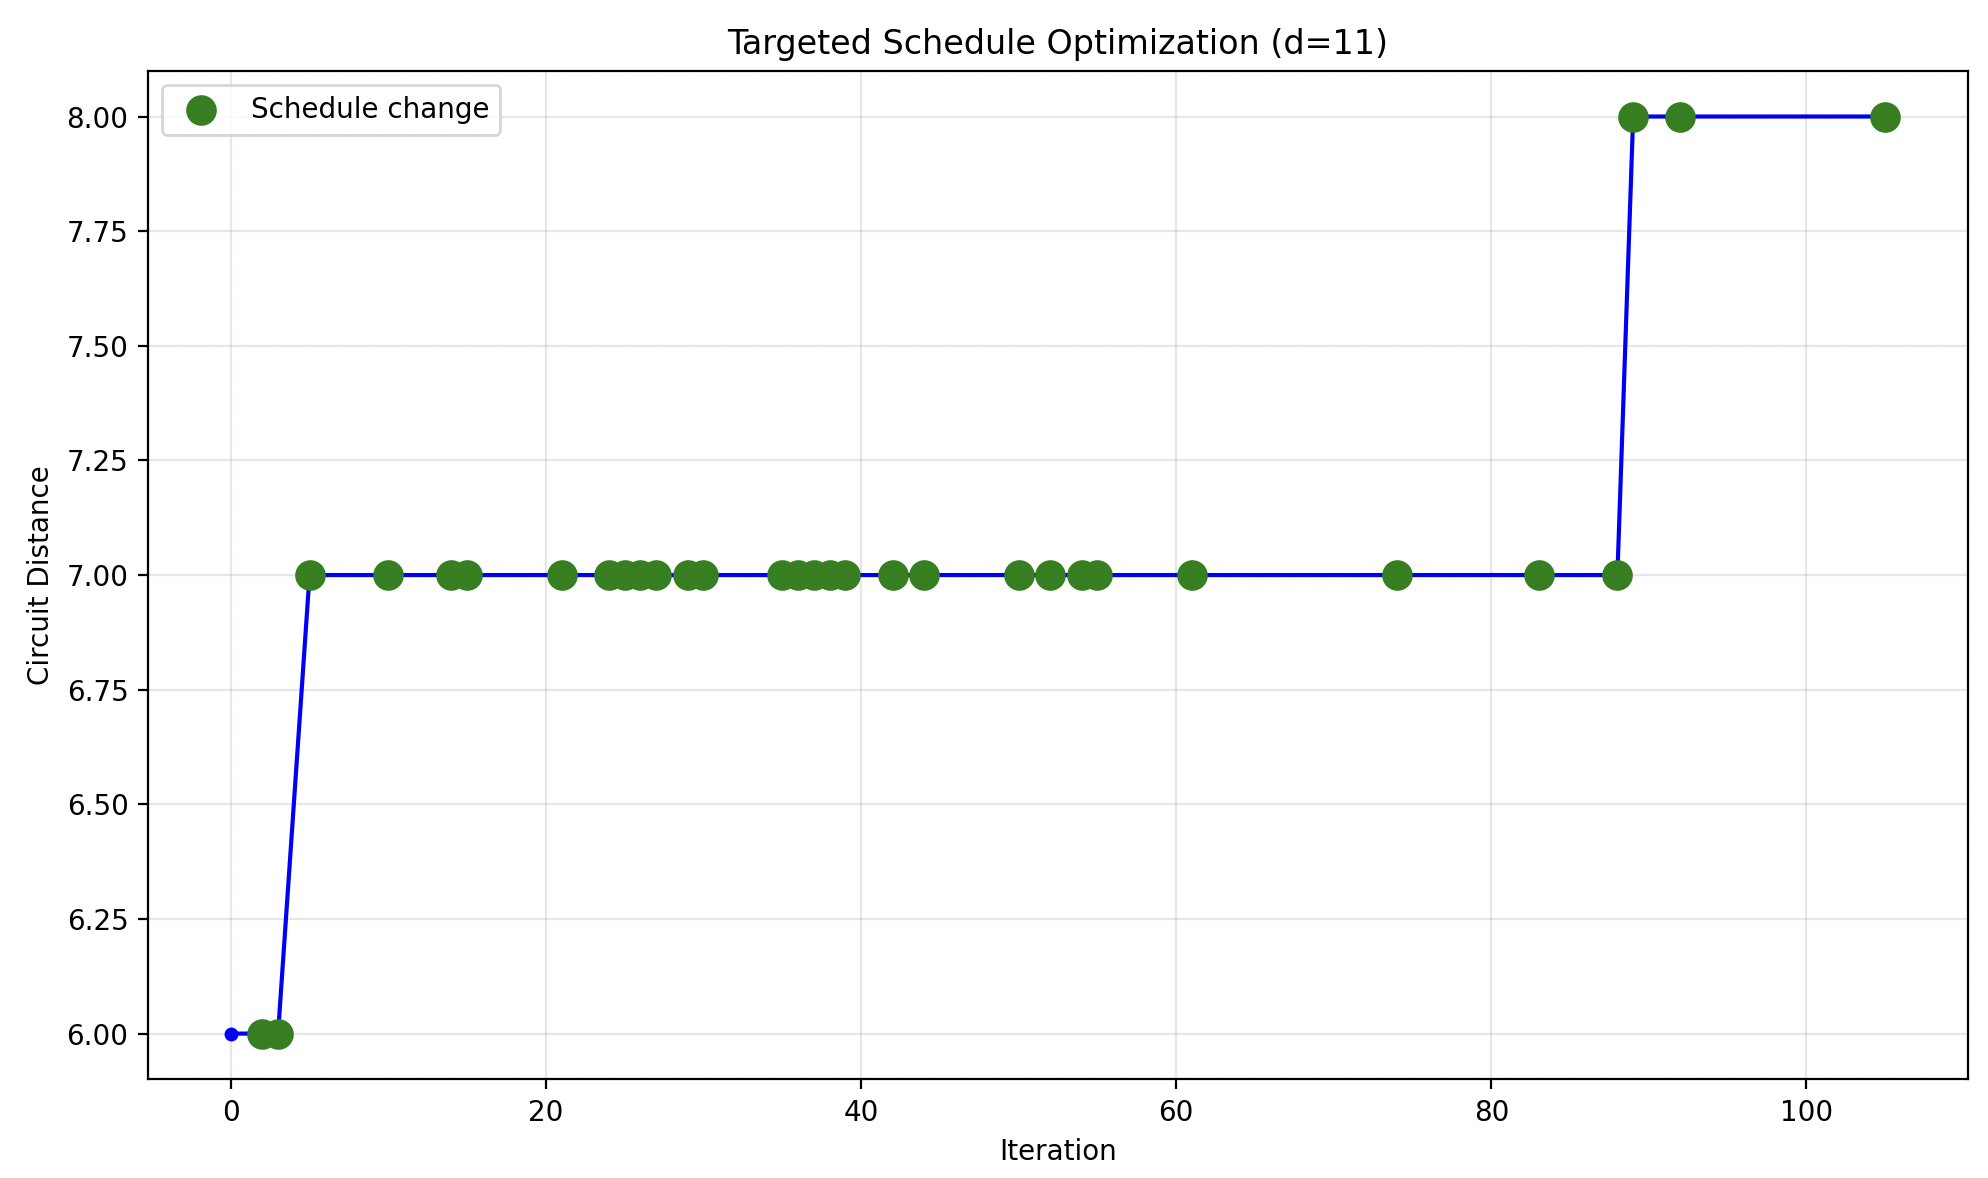 Targeted Schedule Optimization (d=11)
Schedule change
8.00
7.75
7.50
7.25
7.00
6.75
6.50
6.25
6.00
Circuit Distance
0 20 40 60 80 100
Iteration